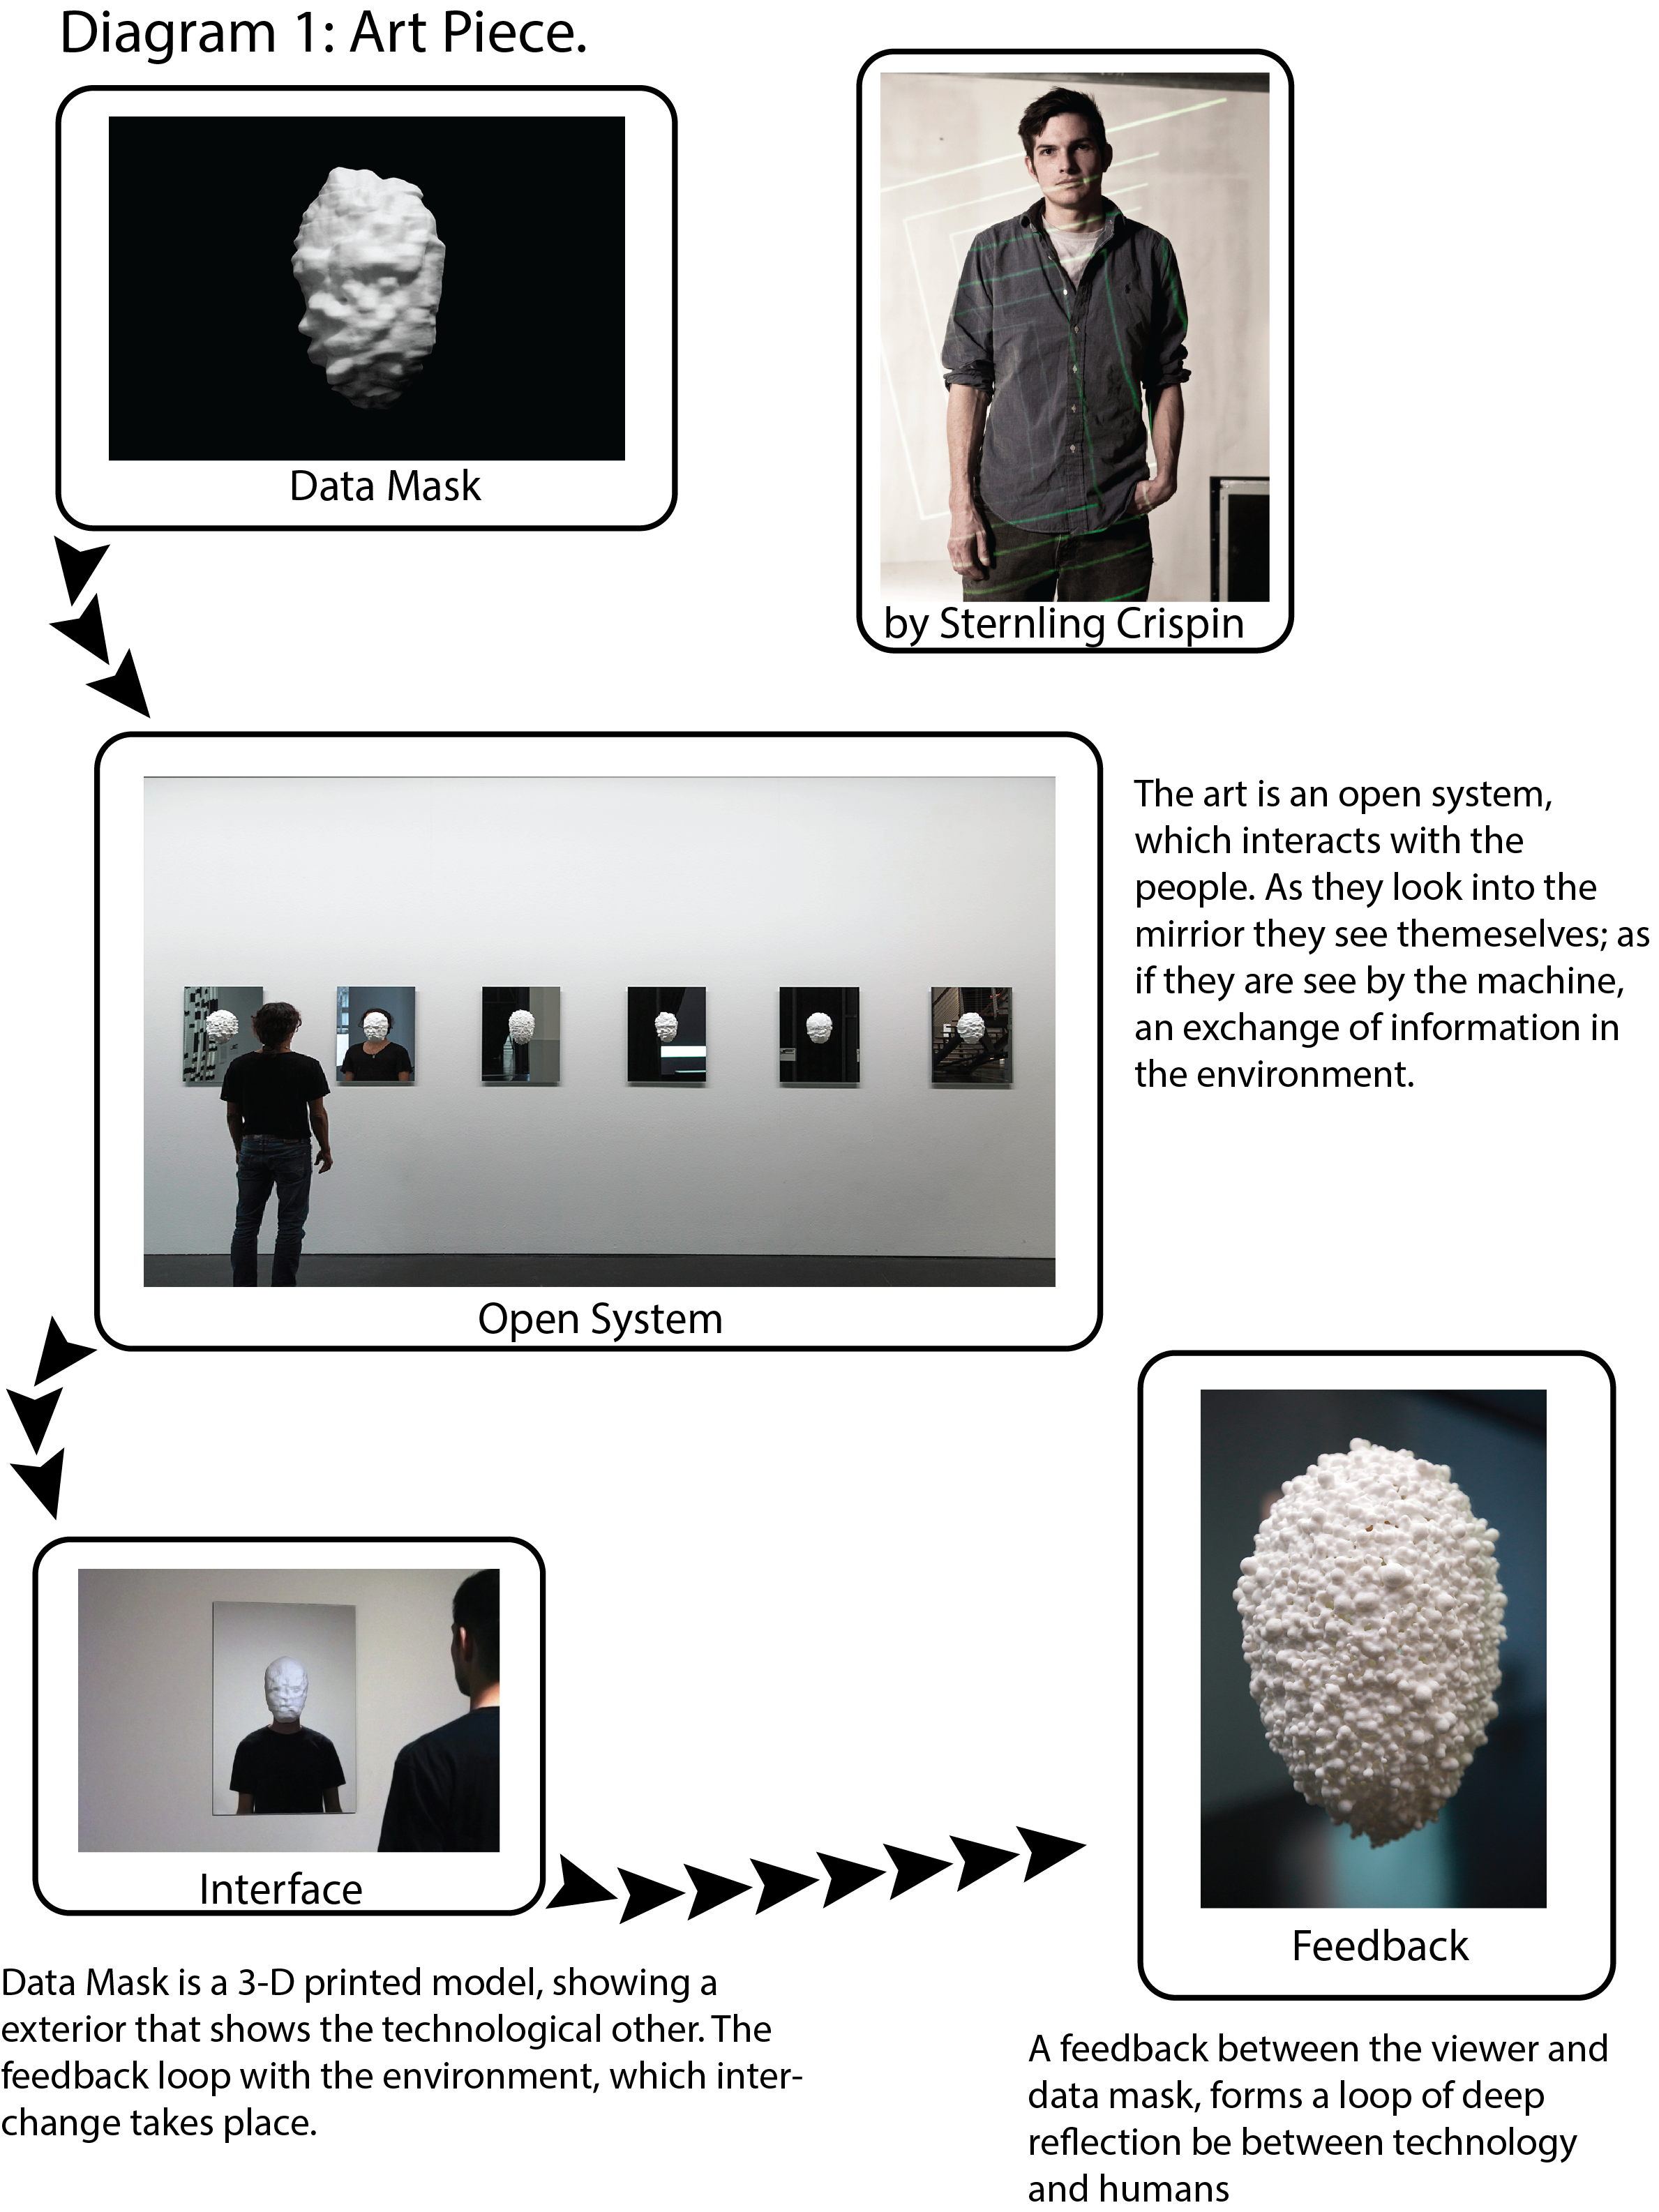 Diagram 1: Art Piece.
Data Mask
by Sternling Crispin
The art is an open system,
which interacts with the
people. As they look into the
mirrior they see themeselves; as
if they are see by the machine,
an exchange of information in
the environment.
Open System
Interface
Data Mask is a 3-D printed model, showing a
exterior that shows the technological other. The
feedback loop with the environment, which inter-
change takes place.
Feedback
A feedback between the viewer and
data mask, forms a loop of deep
reflection be between technology
and humans